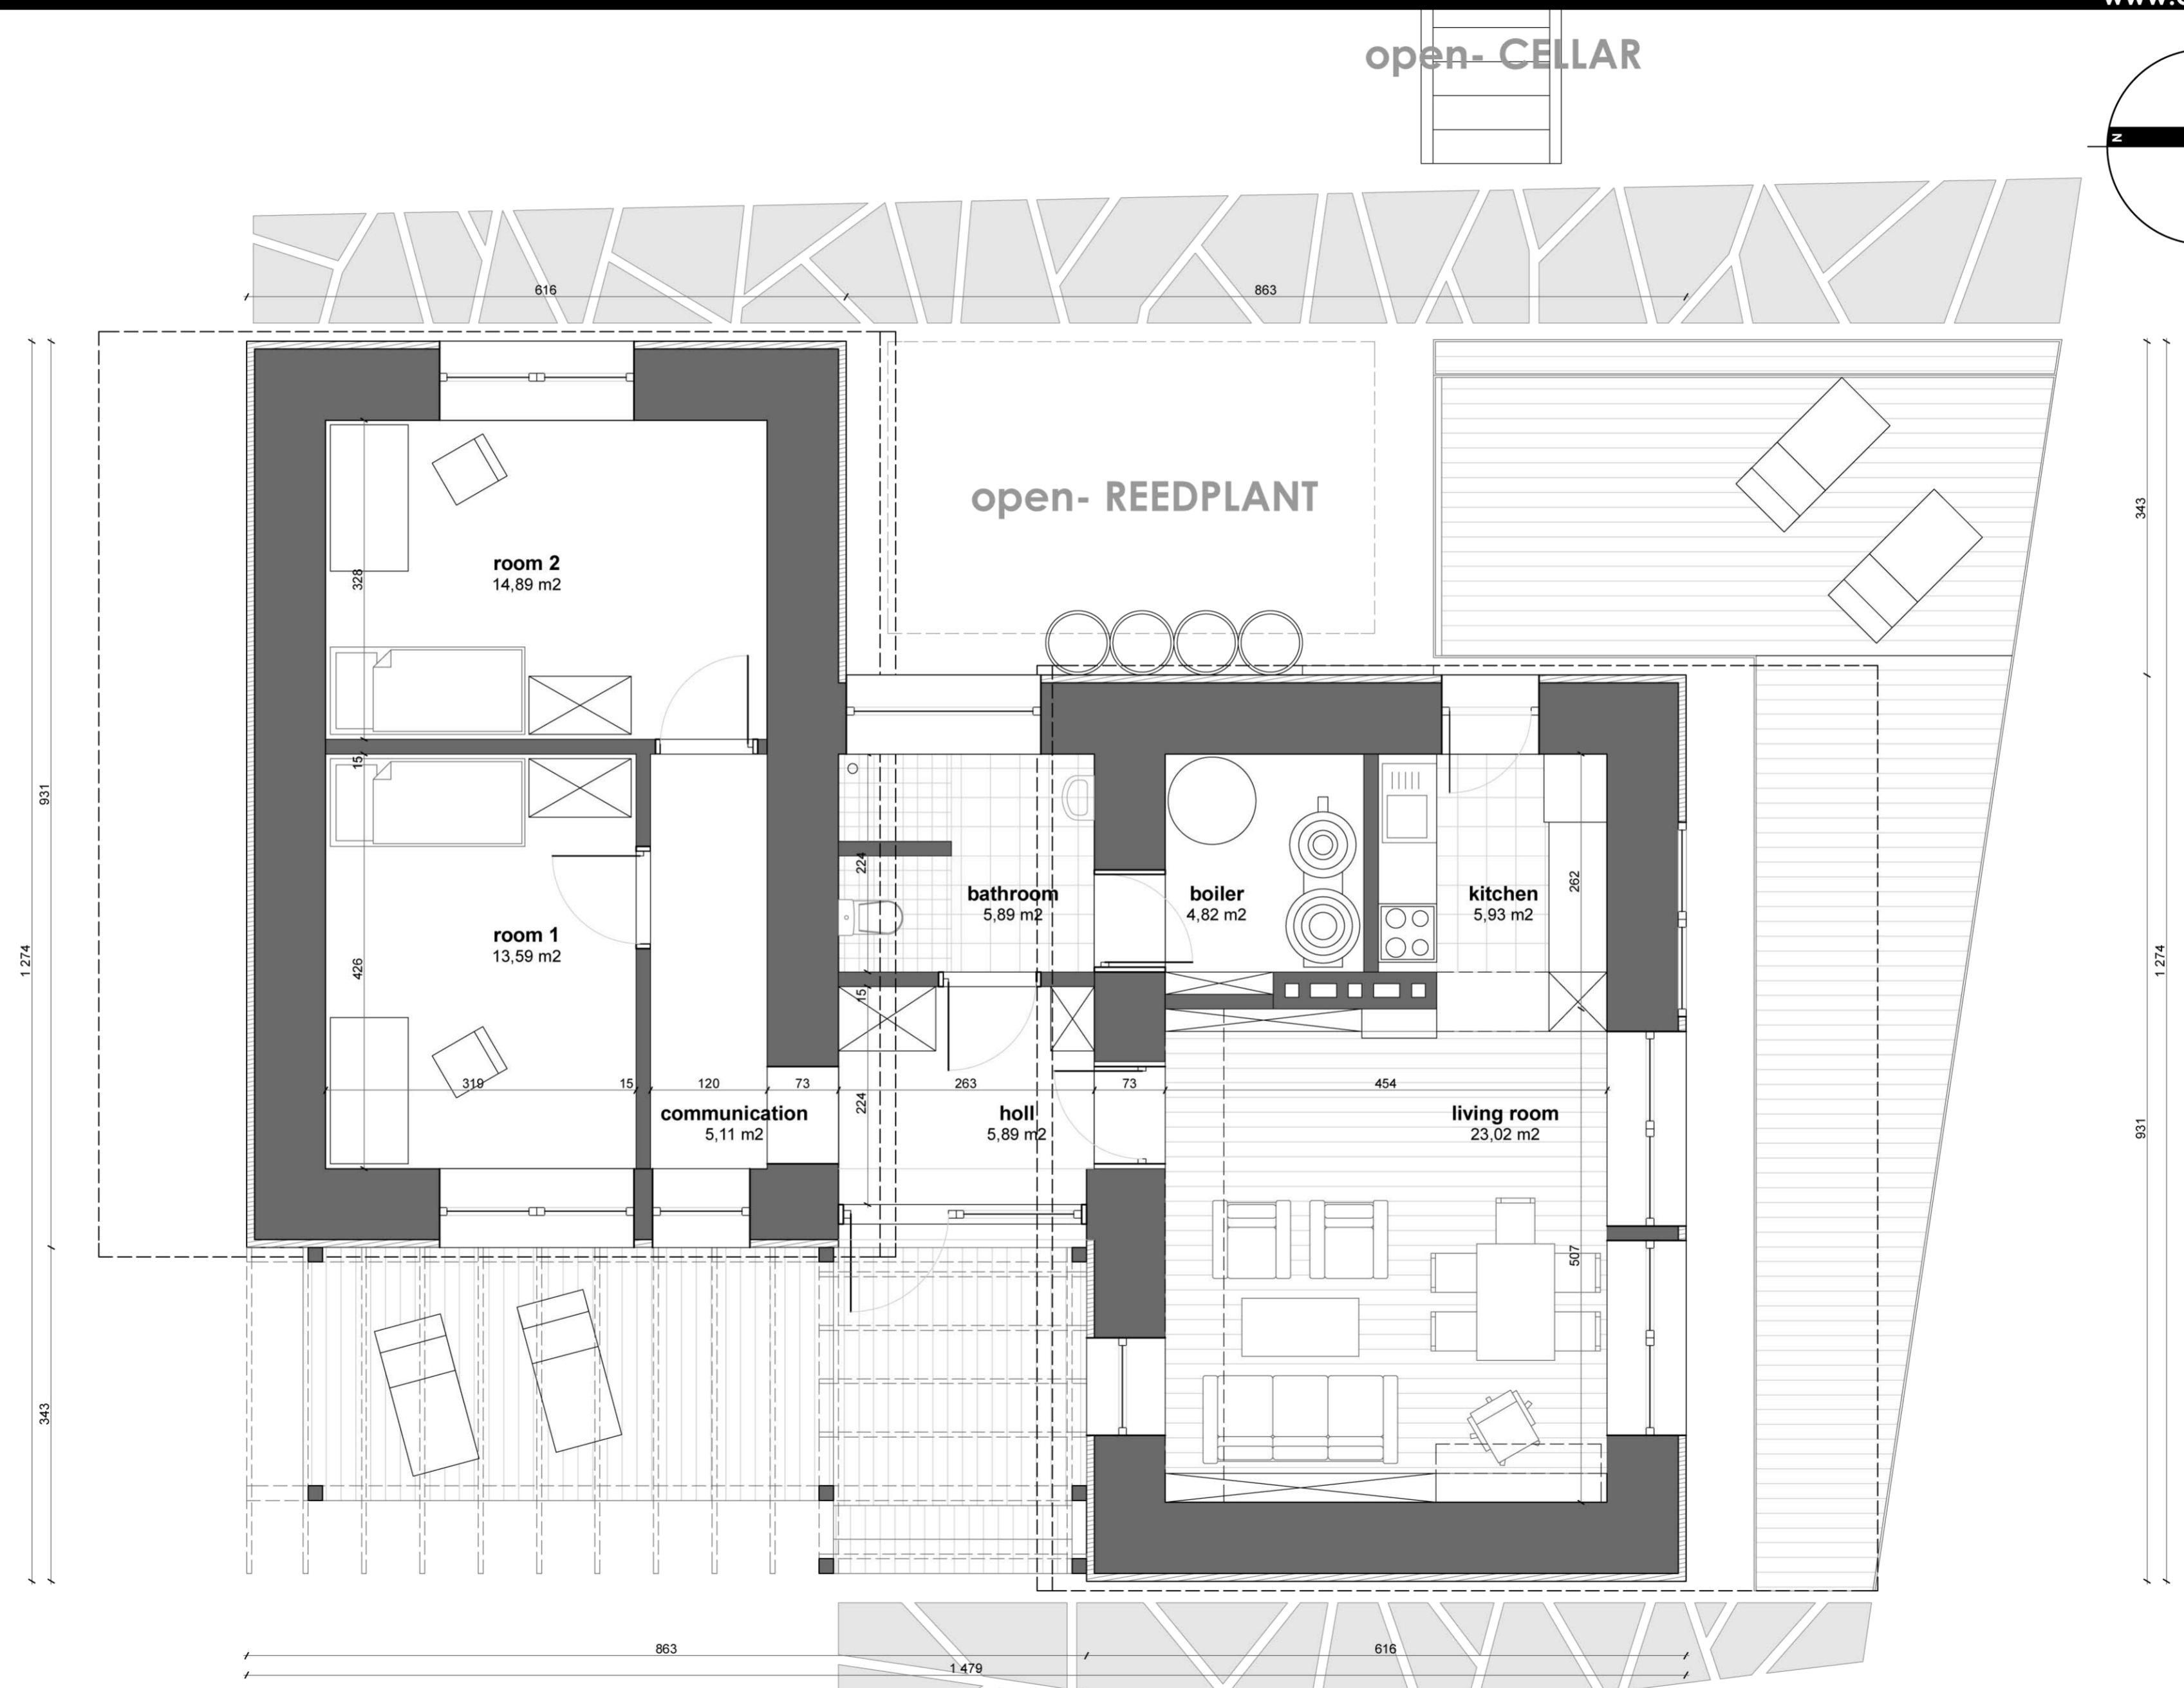 open- CELLAR
N
616
863
open- REEDPLANT
343
room 2
14,89 m2
328
15
931
1 274
room 1
13,59 m2
426
224
bathroom
5,89 m2
boiler
4,82 m2
kitchen
5,93 m2
262
15
319
15
120
73
263
73
454
communication
5,11 m2
224
holl
5,89 m2
living room
23,02 m2
1 274
931
507
343
863
616
1 479